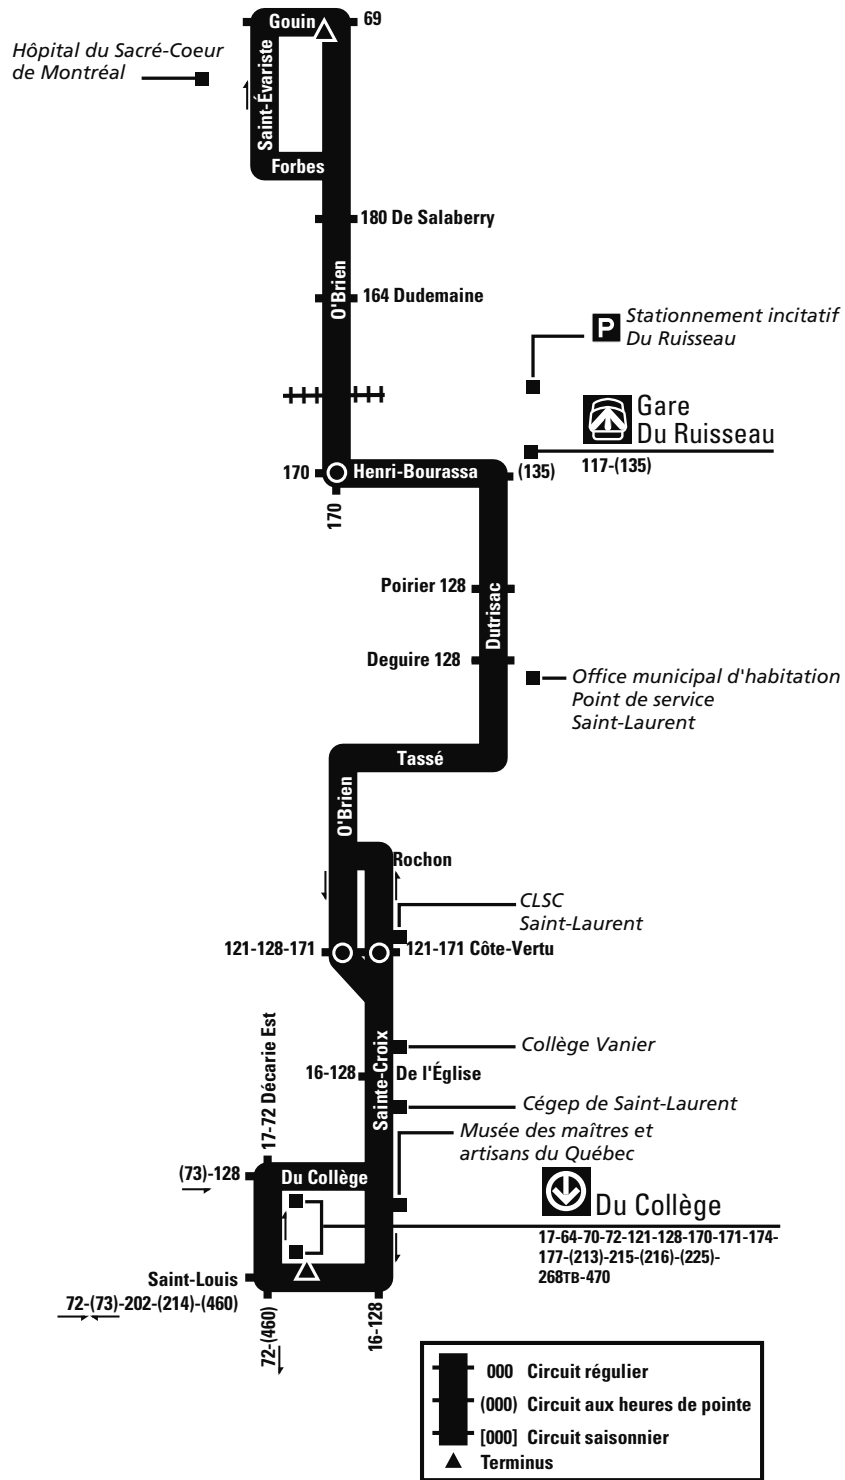 Gouin
69
Hôpital du Sacré-Coeur
de Montréal
Saint-Évariste
Forbes
180 De Salaberry
O'Brien
164 Dudemaine
P
Stationnement incitatif
Du Ruisseau
Gare
Du Ruisseau
117-(135)
170
Henri-Bourassa
(135)
170
Poirier 128
Dutrisac
Deguire 128
Office municipal d'habitation
Point de service
Saint-Laurent
Tassé
O'Brien
Rochon
CLSC
Saint-Laurent
121-128-171
121-171 Côte-Vertu
17-72 Décarie Est
Sainte-Croix
Collège Vanier
16-128
De l'Église
Cégep de Saint-Laurent
Musée des maîtres et
artisans du Québec
(73)-128
Du Collège
Du Collège
17-64-70-72-121-128-170-171-174-
177-(213)-215-(216)-(225)-
268TB-470
Saint-Louis
72-(73)-202-(214)-(460)
72-(460)
16-128
000 Circuit régulier
(000) Circuit aux heures de pointe
[000] Circuit saisonnier
Terminus